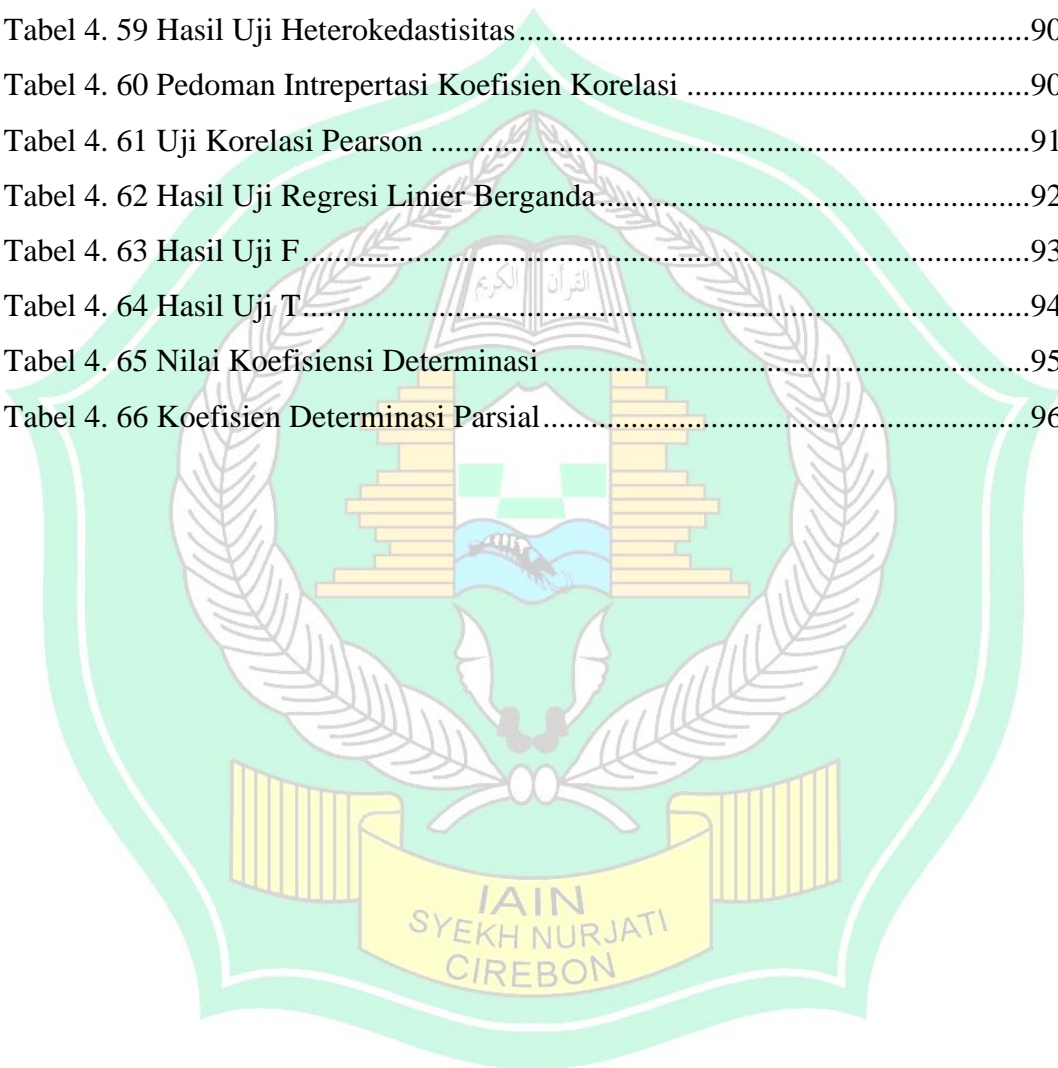 Tabel 4. 59 Hasil Uji Heterokedastisitas.................................................................90
Tabel 4. 60 Pedoman Intrepertasi Koefisien Korelasi ...........................................90
Tabel 4. 61 Uji Korelasi Pearson ...........................................................................91
Tabel 4. 62 Hasil Uji Regresi Linier Berganda......................................................92
Tabel 4. 63 Hasil Uji F...........................................................................................93
Tabel 4. 64 Hasil Uji T...........................................................................................94
Tabel 4. 65 Nilai Koefisiensi Determinasi.............................................................95
Tabel 4. 66 Koefisien Determinasi Parsial.............................................................96
القرآن الكريم
IAIN
SYEKH NURJATI
CIREBON